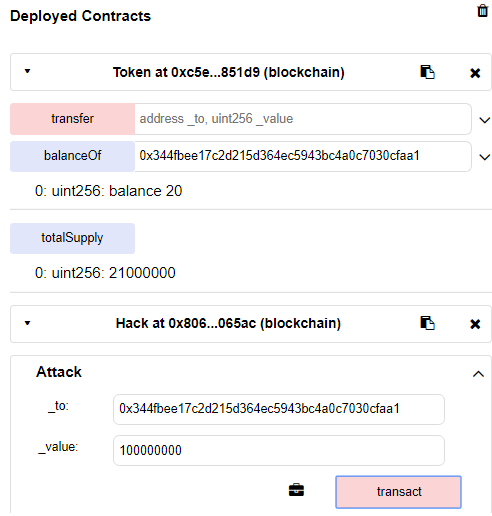 Deployed Contracts
Token at 0xc5e...851d9 (blockchain)
transfer address _to, uint256 _value
balanceOf 0x344fbee17c2d215d364ec5943bc4a0c7030cfaa1
0: uint256: balance 20
totalSupply
0: uint256: 21000000
Hack at 0x806...065ac (blockchain)
Attack
_to: 0x344fbee17c2d215d364ec5943bc4a0c7030cfaa1
_value: 100000000
transact